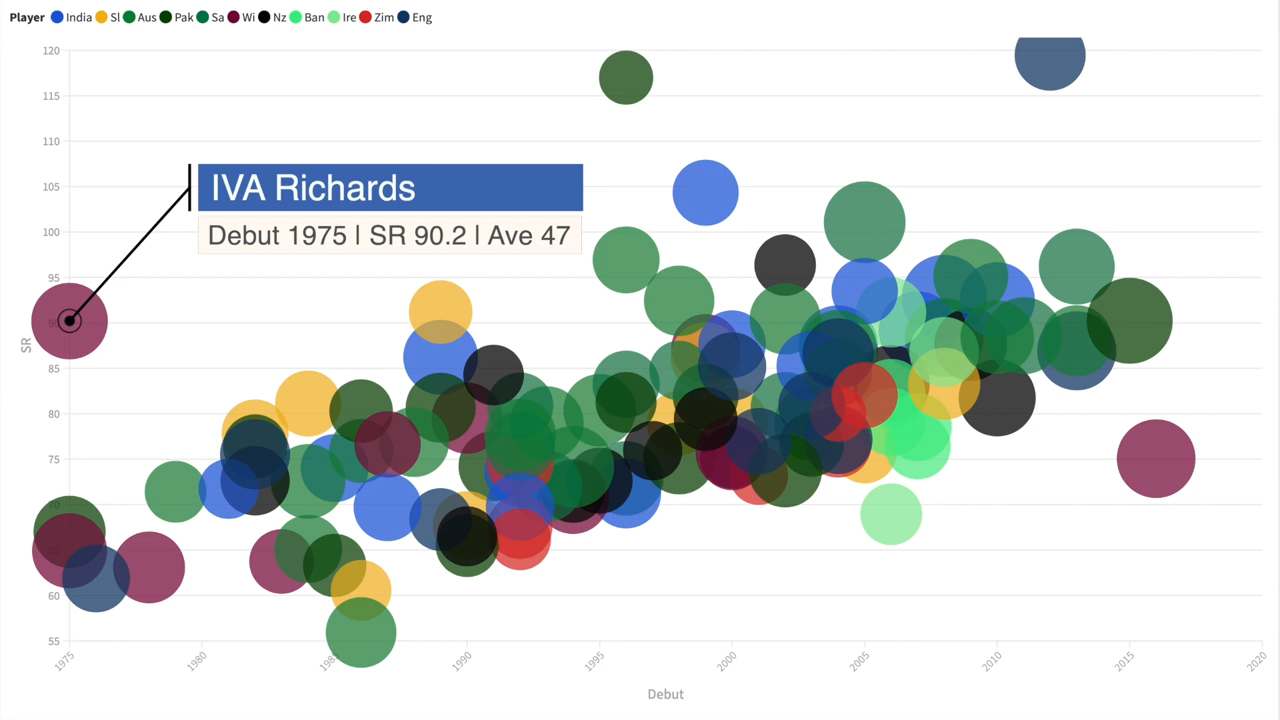 Player India Sl Aus Pak Sa Wi Nz Ban Ire Zim Eng
120
115
110
105
100
95
90
85
80
75
70
65
60
55
SR
IVA Richards
Debut 1975 | SR 90.2 | Ave 47
1975 1980 1985 1990 1995 2000 2005 2010 2015 2020
Debut